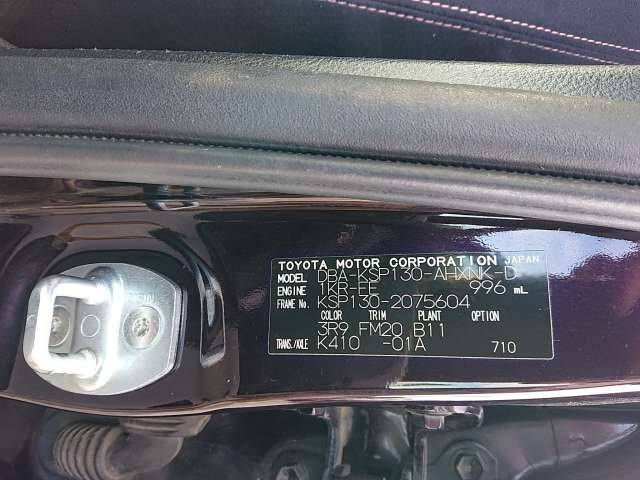 TOYOTA MOTOR CORPORATION JAPAN
MODEL DBA-KSP130-AHXNK-D
ENGINE 1KR-FE 996 mL
FRAME No. KSP130-2075604
COLOR TRIM PLANT OPTION
3R9 FM20 B11
TRANS./AXLE K410 -01A 710